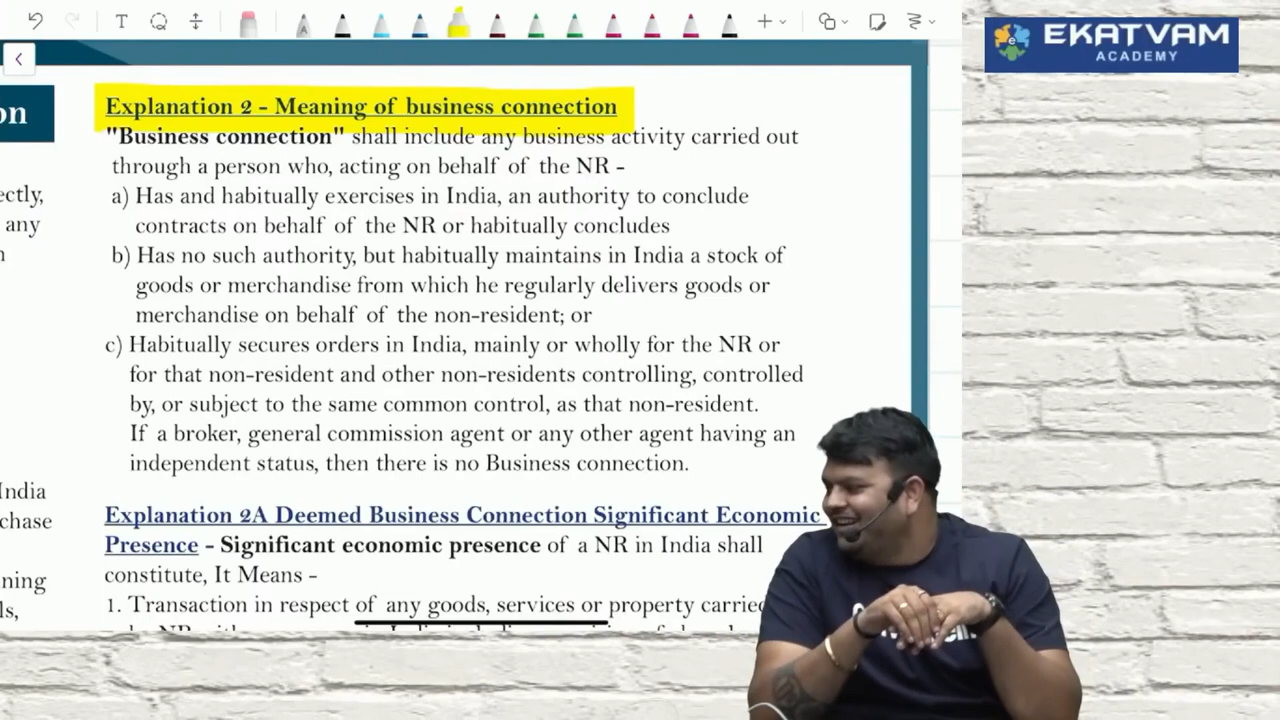 EKATVAM
ACADEMY
on
Explanation 2 - Meaning of business connection
"Business connection" shall include any business activity carried out
through a person who, acting on behalf of the NR -
ectly,
a) Has and habitually exercises in India, an authority to conclude
any
contracts on behalf of the NR or habitually concludes
b) Has no such authority, but habitually maintains in India a stock of
goods or merchandise from which he regularly delivers goods or
merchandise on behalf of the non-resident; or
c) Habitually secures orders in India, mainly or wholly for the NR or
for that non-resident and other non-residents controlling, controlled
by, or subject to the same common control, as that non-resident.
If a broker, general commission agent or any other agent having an
independent status, then there is no Business connection.
India
chase
Explanation 2A Deemed Business Connection Significant Economic
Presence - Significant economic presence of a NR in India shall
constitute, It Means -
ning
ls,
1. Transaction in respect of any goods, services or property carried